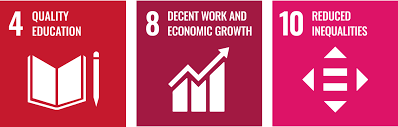 4 QUALITY
EDUCATION
8 DECENT WORK AND
ECONOMIC GROWTH
10 REDUCED
INEQUALITIES